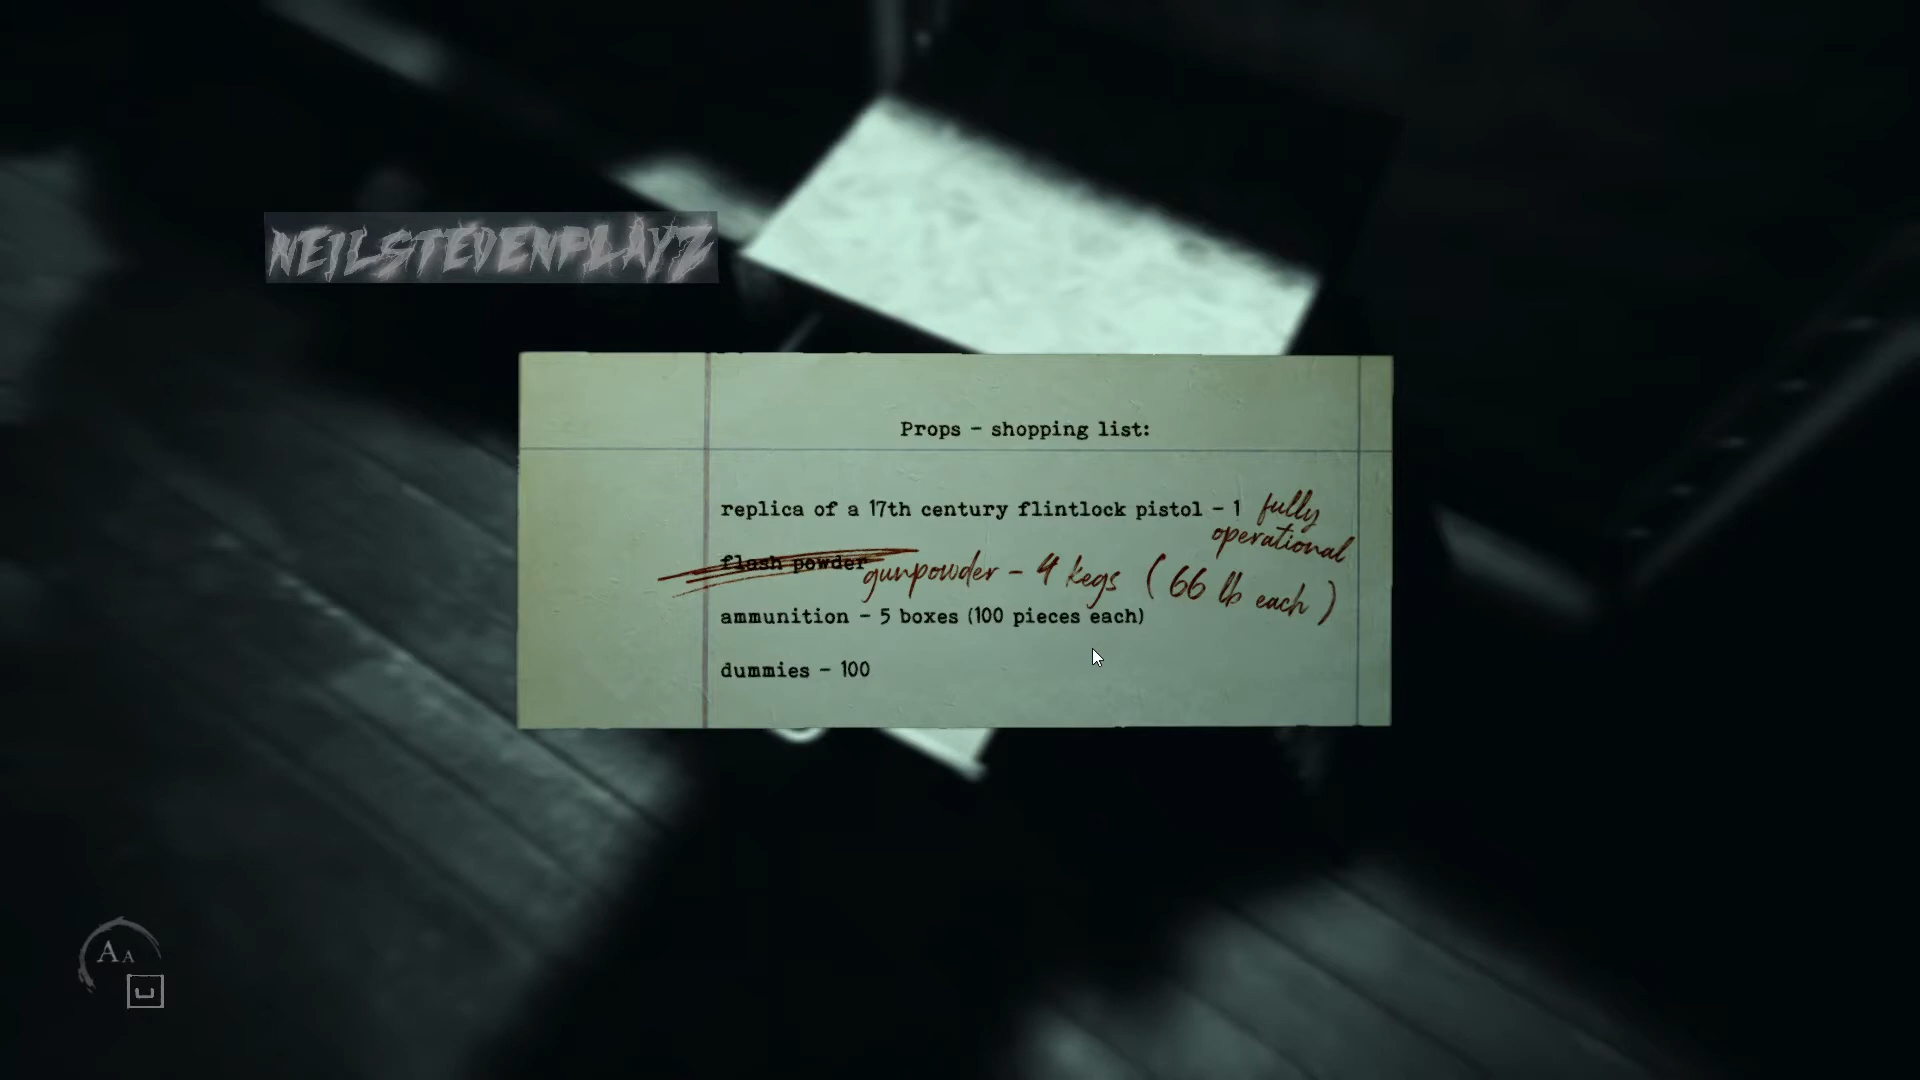 NEILSTEVENPLAYZ
Props - shopping list:
replica of a 17th century flintlock pistol - 1 fully
operational
flash powder gunpowder - 4 kegs (66 lb each)
ammunition - 5 boxes (100 pieces each)
dummies - 100
AA